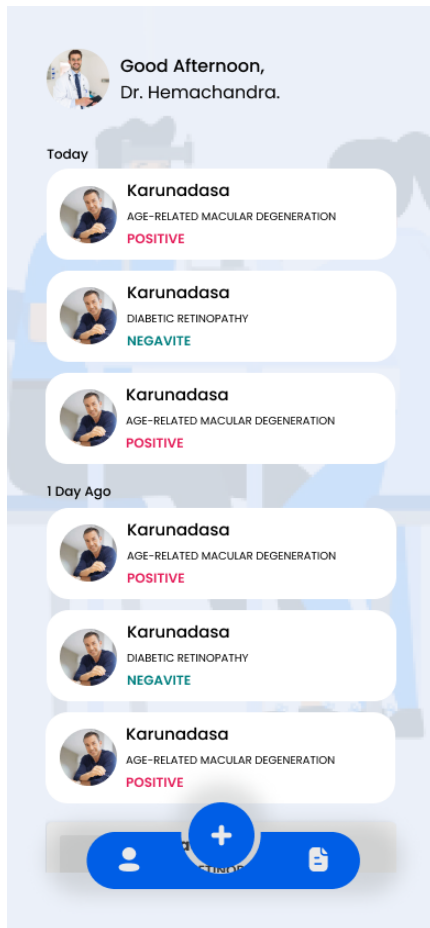 Good Afternoon,
Dr. Hemachandra.
Today
Karunadasa
AGE-RELATED MACULAR DEGENERATION
POSITIVE
Karunadasa
DIABETIC RETINOPATHY
NEGAVITE
Karunadasa
AGE-RELATED MACULAR DEGENERATION
POSITIVE
1 Day Ago
Karunadasa
AGE-RELATED MACULAR DEGENERATION
POSITIVE
Karunadasa
DIABETIC RETINOPATHY
NEGAVITE
Karunadasa
AGE-RELATED MACULAR DEGENERATION
POSITIVE